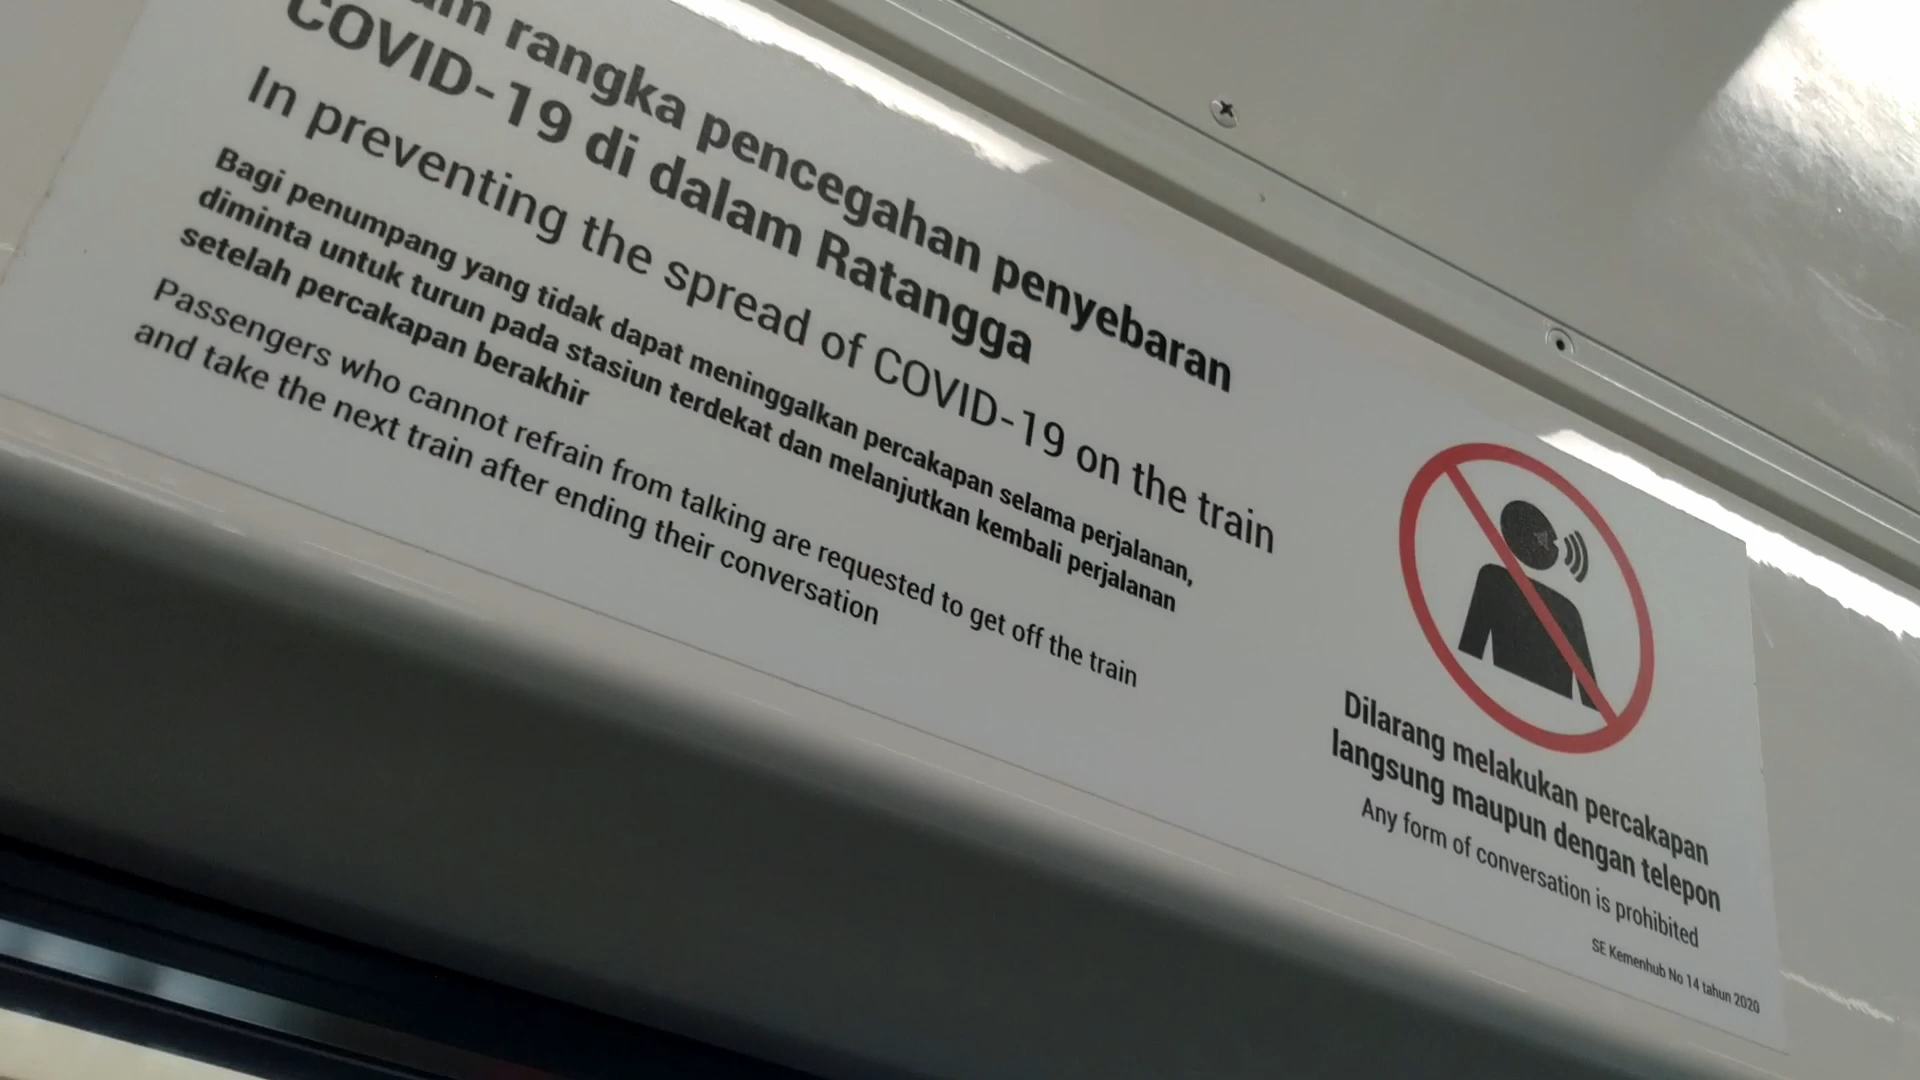 rangka pencegahan penyebaran
COVID-19 di dalam Ratangga
In preventing the spread of COVID-19 on the train
Bagi penumpang yang tidak dapat meninggalkan percakapan selama perjalanan,
diminta untuk turun pada stasiun terdekat dan melanjutkan kembali perjalanan
setelah percakapan berakhir
Passengers who cannot refrain from talking are requested to get off the train
and take the next train after ending their conversation
Dilarang melakukan percakapan
langsung maupun dengan telepon
Any form of conversation is prohibited
SE Kemenhub No 14 tahun 2020